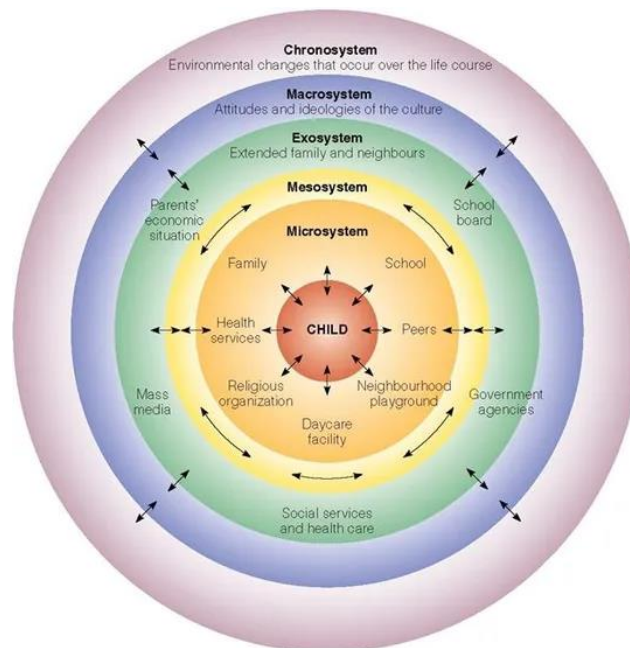 Chronosystem
Environmental changes that occur over the life course
Macrosystem
Attitudes and ideologies of the culture
Exosystem
Extended family and neighbours
Mesosystem
Parents'
economic
situation
School
board
Microsystem
Family
School
Health
services
CHILD
Peers
Religious
organization
Neighbourhood
playground
Daycare
facility
Mass
media
Government
agencies
Social services
and health care